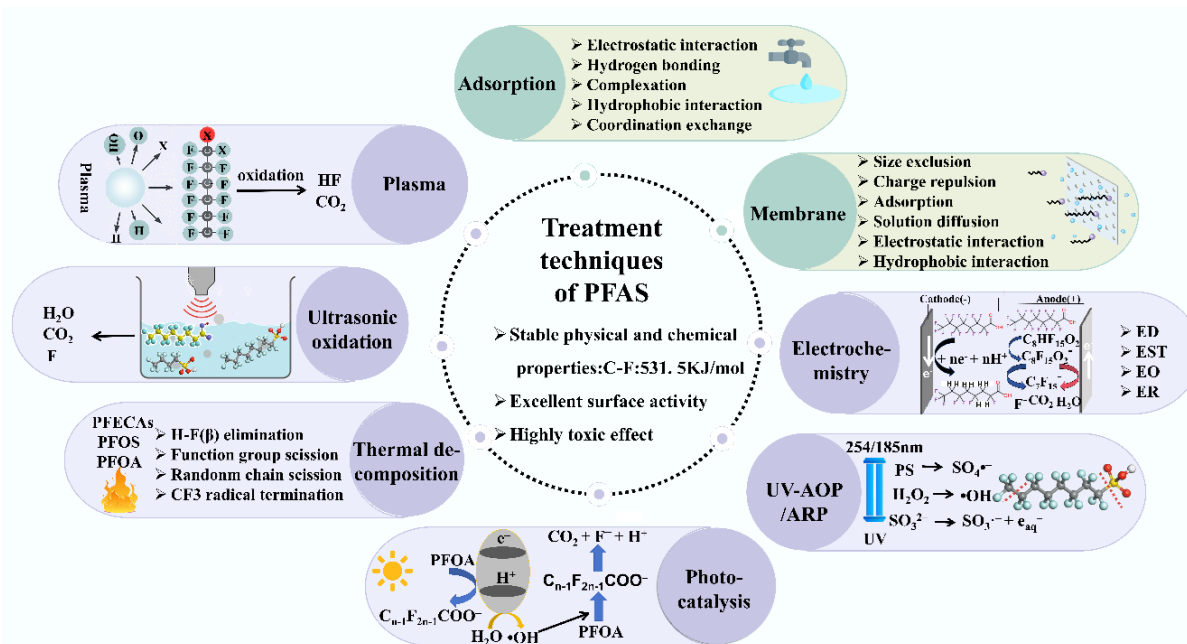 Adsorption
➢ Electrostatic interaction
➢ Hydrogen bonding
➢ Complexation
➢ Hydrophobic interaction
➢ Coordination exchange
Membrane
➢ Size exclusion
➢ Charge repulsion
➢ Adsorption
➢ Solution diffusion
➢ Electrostatic interaction
➢ Hydrophobic interaction
Plasma
OH
O
X
H
H
X
F C X
F C F
F C F
F C F
F C F
F C F
oxidation
HF
CO₂
Plasma
Treatment
techniques
of PFAS
➢ Stable physical and chemical
properties:C-F:531. 5KJ/mol
➢ Excellent surface activity
➢ Highly toxic effect
H₂O
CO₂
F
Ultrasonic
oxidation
Electroche-
mistry
Cathode(-)
Anode(+)
e⁻
+ ne⁻ + nH⁺
C₈HF₁₅O₂
C₈F₁₅O₂⁻
C₇F₁₅⁻
F⁻ CO₂ H₃O
e⁻
➢ ED
➢ EST
➢ EO
➢ ER
PFECAs
PFOS
PFOA
➢ H-F(β) elimination
➢ Function group scission
➢ Randonm chain scission
➢ CF3 radical termination
Thermal de-
composition
UV-AOP
/ARP
254/185nm
UV
PS → SO₄•⁻
H₂O₂ → •OH
SO₃²⁻ → SO₃·⁻ + eaq⁻
PFOA
Cn-1F2n-1COO⁻
e⁻
H⁺
H₂O •OH
CO₂ + F⁻ + H⁺
Cn-1F2n-1COO⁻
PFOA
Photo-
catalysis